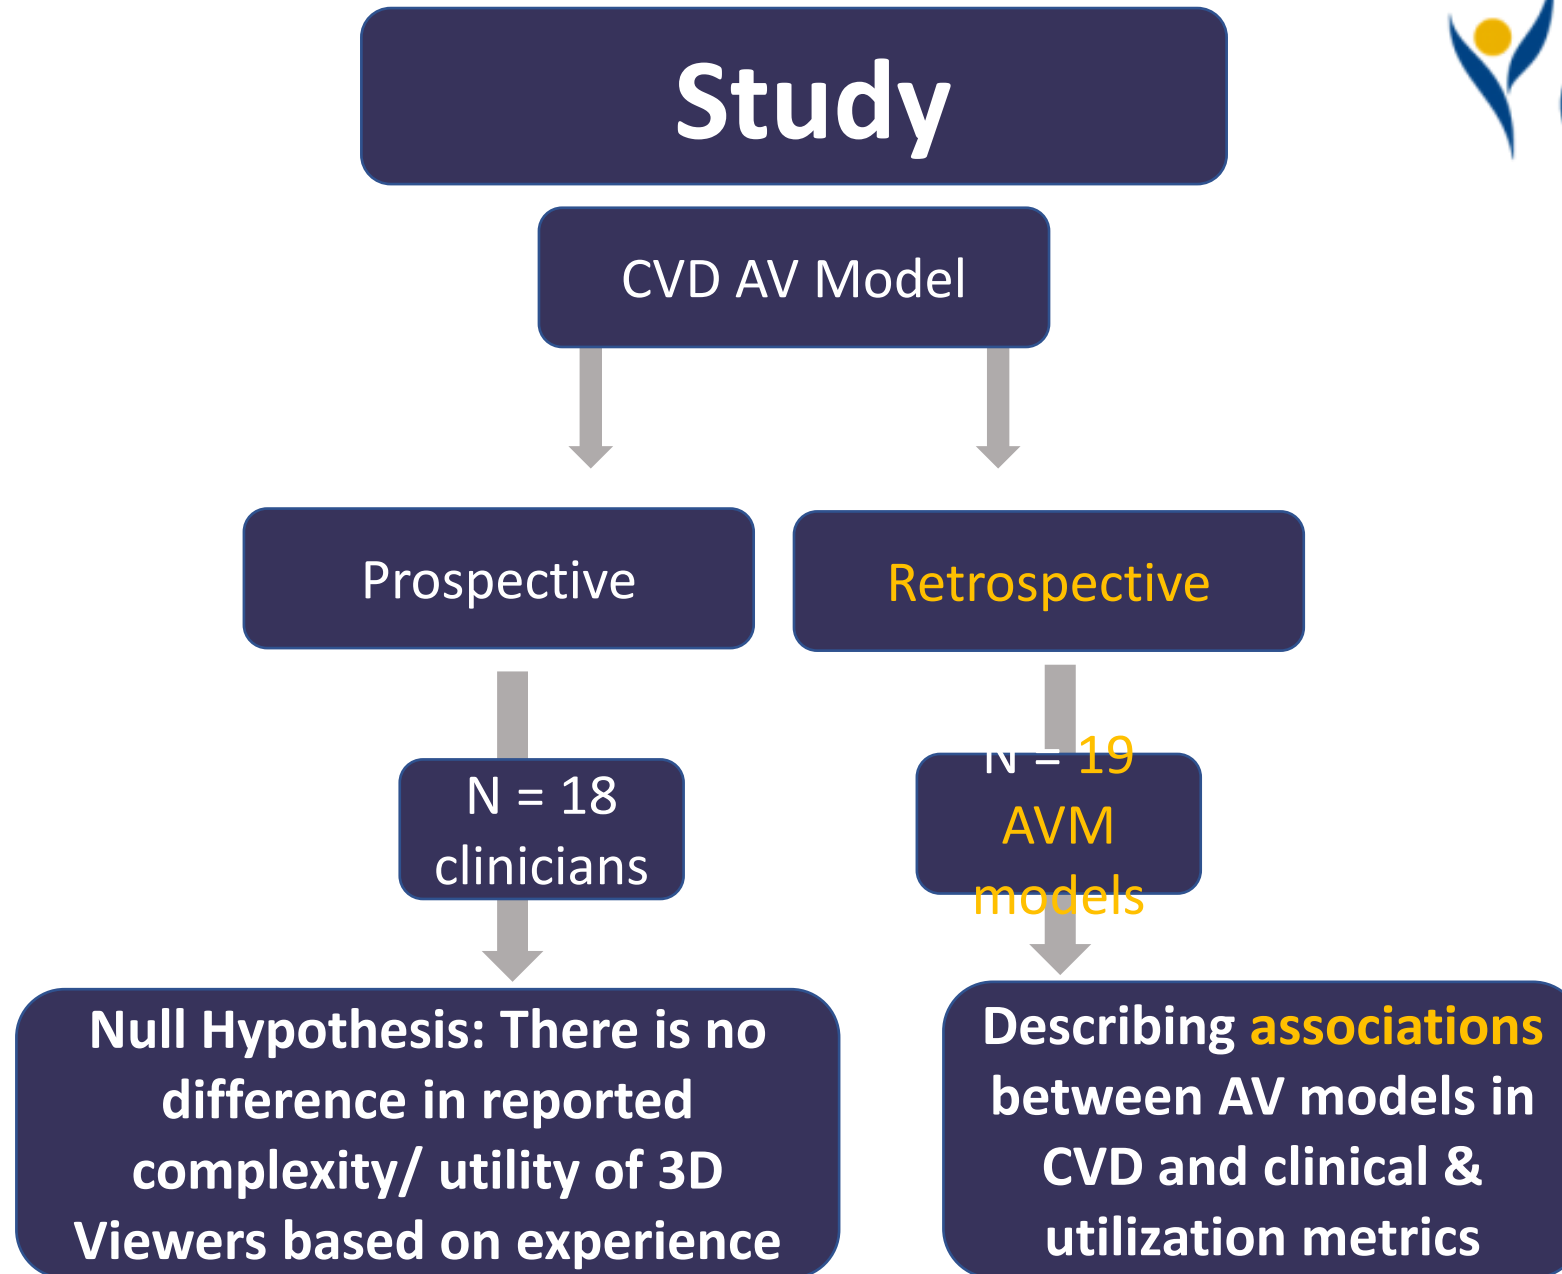 Study
CVD AV Model
Prospective
Retrospective
N = 18
clinicians
N = 19
AVM
models
Null Hypothesis: There is no
difference in reported
complexity/ utility of 3D
Viewers based on experience
Describing associations
between AV models in
CVD and clinical &
utilization metrics